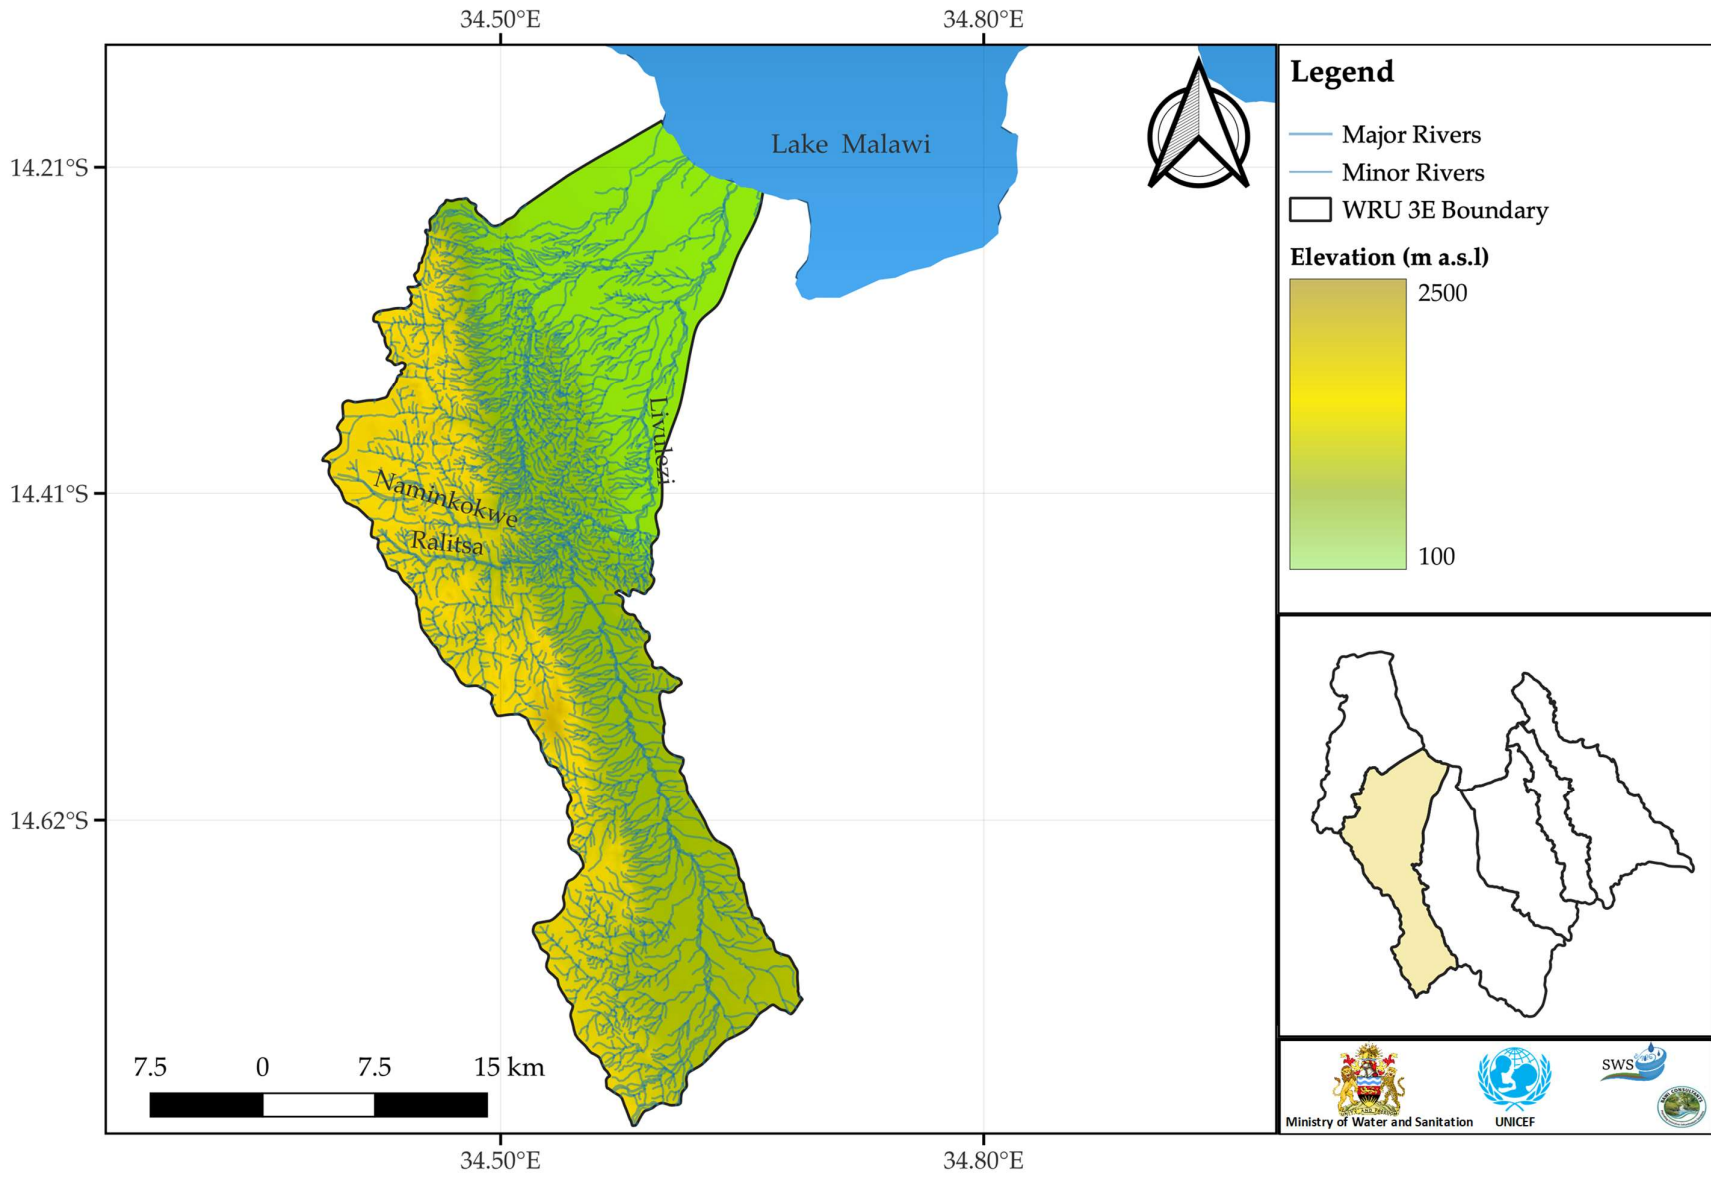 34.50°E
34.80°E
14.21°S
14.41°S
14.62°S
Lake Malawi
Livulezi
Naminkokwe
Ralitsa
7.5
0
7.5
15 km
34.50°E
34.80°E
Legend
Major Rivers
Minor Rivers
WRU 3E Boundary
Elevation (m a.s.l)
2500
100
Ministry of Water and Sanitation
UNICEF
SWS